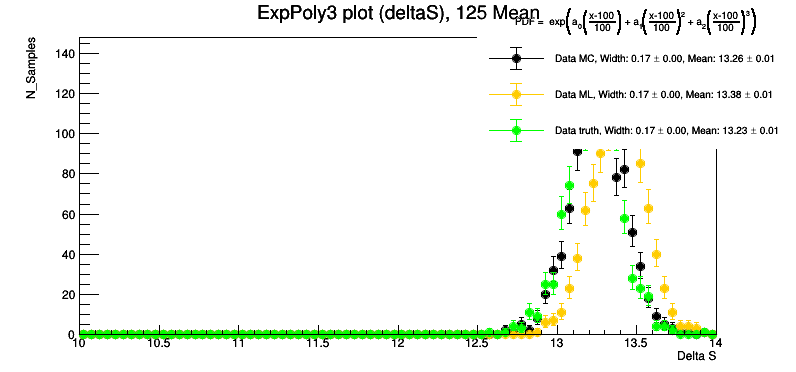 ExpPoly3 plot (deltaS), 125 Mean
PDF = exp(a₀(x-100/100) + a₁(x-100/100)² + a₂(x-100/100)³)
Data MC, Width: 0.17 ± 0.00, Mean: 13.26 ± 0.01
Data ML, Width: 0.17 ± 0.00, Mean: 13.38 ± 0.01
Data truth, Width: 0.17 ± 0.00, Mean: 13.23 ± 0.01
N_Samples
140
120
100
80
60
40
20
0
10 10.5 11 11.5 12 12.5 13 13.5 14
Delta S